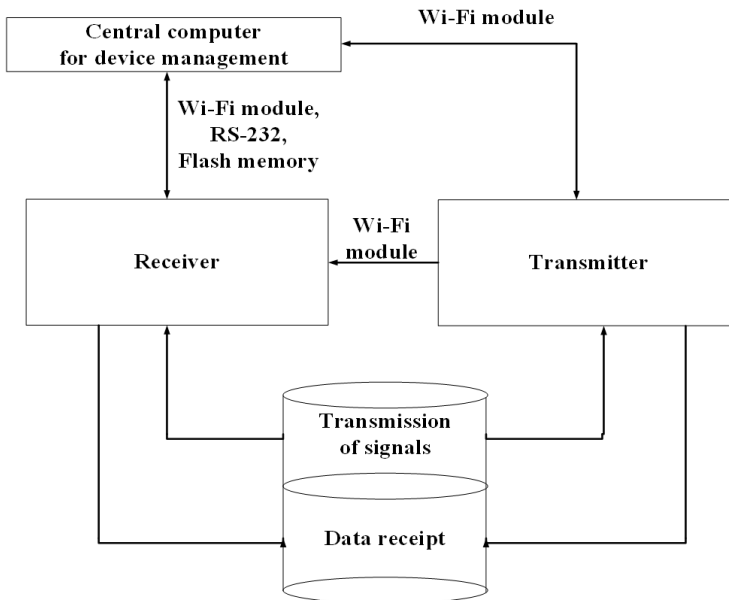 Wi-Fi module
Central computer
for device management
Wi-Fi module,
RS-232,
Flash memory
Wi-Fi
module
Receiver
Transmitter
Transmission
of signals
Data receipt